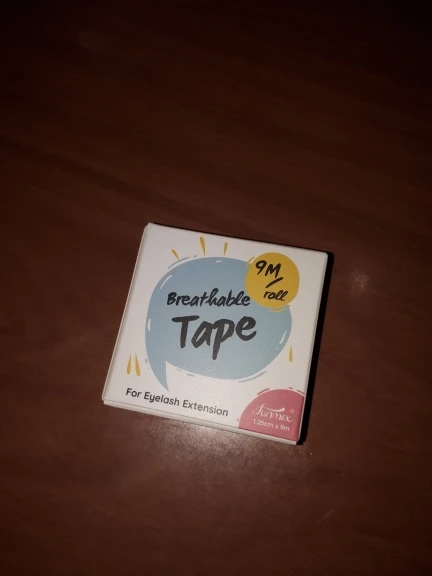 9M/
roll
Breathable
Tape
For Eyelash Extension
1.25cm x 9m